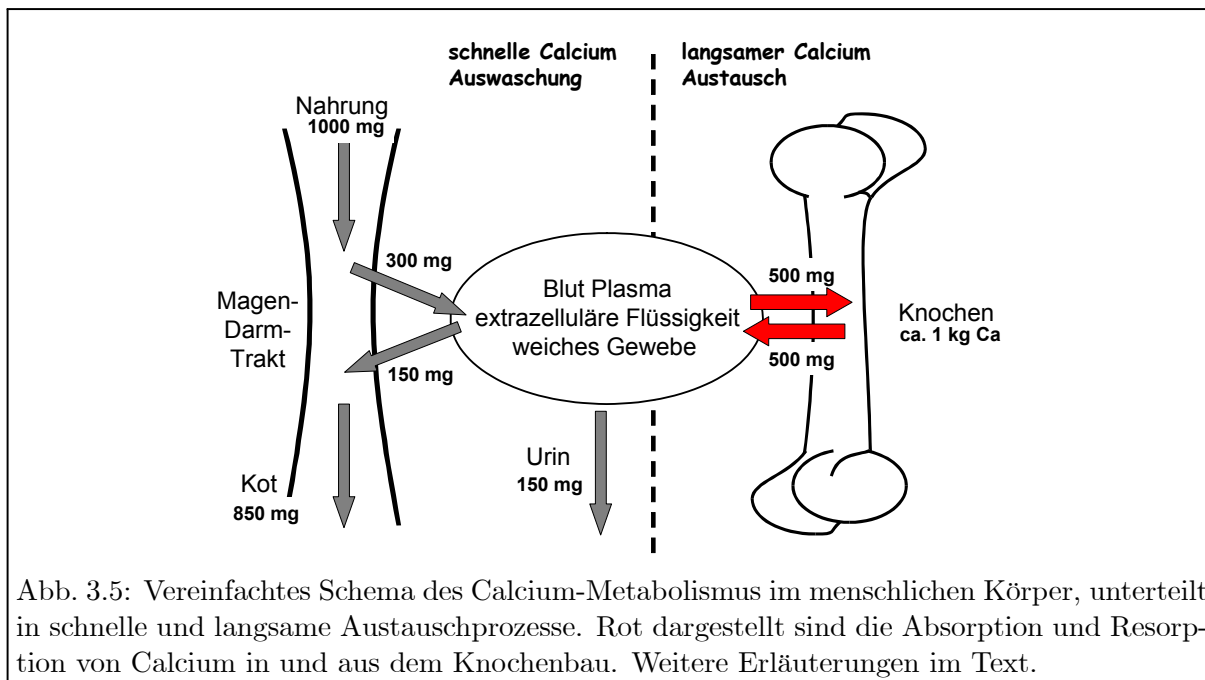 schnelle Calcium
Auswaschung
langsamer Calcium
Austausch
Nahrung
1000 mg
300 mg
Magen-
Darm-
Trakt
150 mg
Blut Plasma
extrazelluläre Flüssigkeit
weiches Gewebe
500 mg
500 mg
Knochen
ca. 1 kg Ca
Kot
850 mg
Urin
150 mg
Abb. 3.5: Vereinfachtes Schema des Calcium-Metabolismus im menschlichen Körper, unterteilt
in schnelle und langsame Austauschprozesse. Rot dargestellt sind die Absorption und Resorp-
tion von Calcium in und aus dem Knochenbau. Weitere Erläuterungen im Text.